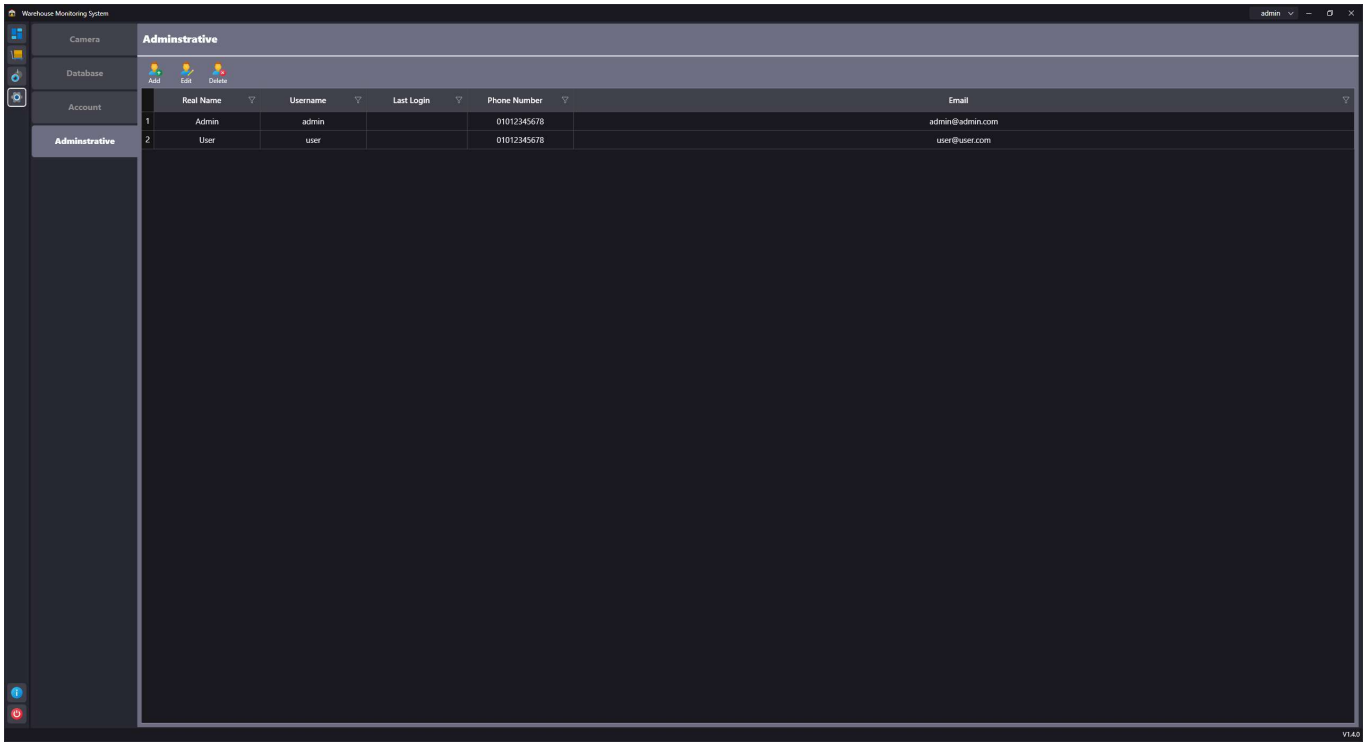 Warehouse Monitoring System admin
Camera
Database
Account
Adminstrative
Adminstrative
Add Edit Delete
Real Name Username Last Login Phone Number Email
1 Admin admin 01012345678 admin@admin.com
2 User user 01012345678 user@user.com
V1.4.0